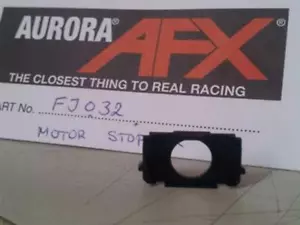 AURORA AFX
THE CLOSEST THING TO REAL RACING
ART No. FJ032
MOTOR STOP